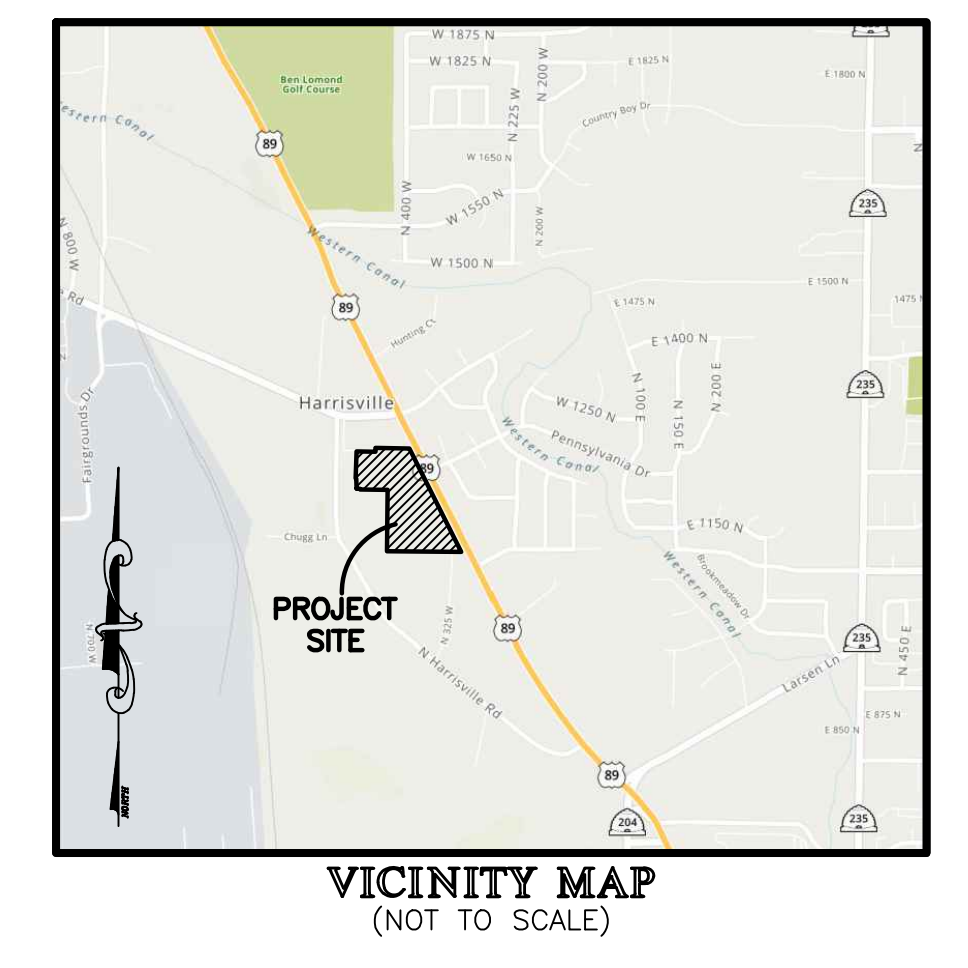 W 1875 N
W 1825 N
E 1825 N
E 1800 N
Ben Lomond
Golf Course
N 200 W
N 225 W
Country Boy Dr
estern Canal
89
W 1650 N
N 400 W
W 1550 N
N 200 W
235
N 800 W
Western Canal
W 1500 N
E 1500 N
Rd
E 1475 N
1475
89
Hunting Ct
E 1400 N
N 200 E
N 100 E
N 150 E
235
Harrisville
W 1250 N
Fairgrounds Dr
Western Canal
Pennsylvania Dr
89
E 1150 N
Chugg Ln
Western Canal
Brookmeadow Dr
PROJECT
SITE
N 325 W
89
N 700 W
235
N 450 E
N Harrisville Rd
Larsen Ln
E 875 N
E 850 N
89
NORTH
204
235
VICINITY MAP
(NOT TO SCALE)